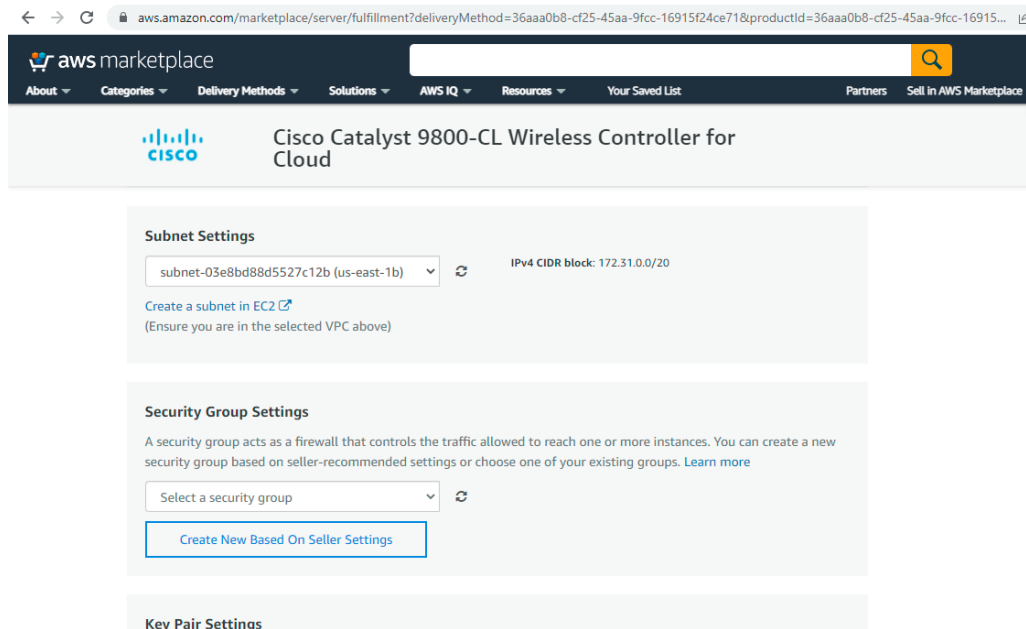 aws.amazon.com/marketplace/server/fulfillment?deliveryMethod=36aaa0b8-cf25-45aa-9fcc-16915f24ce71&productId=36aaa0b8-cf25-45aa-9fcc-16915...
aws marketplace
About Categories Delivery Methods Solutions AWS IQ Resources Your Saved List Partners Sell in AWS Marketplace
CISCO
Cisco Catalyst 9800-CL Wireless Controller for
Cloud
Subnet Settings
subnet-03e8bd88d5527c12b (us-east-1b)
IPv4 CIDR block: 172.31.0.0/20
Create a subnet in EC2
(Ensure you are in the selected VPC above)
Security Group Settings
A security group acts as a firewall that controls the traffic allowed to reach one or more instances. You can create a new
security group based on seller-recommended settings or choose one of your existing groups. Learn more
Select a security group
Create New Based On Seller Settings
Key Pair Settings